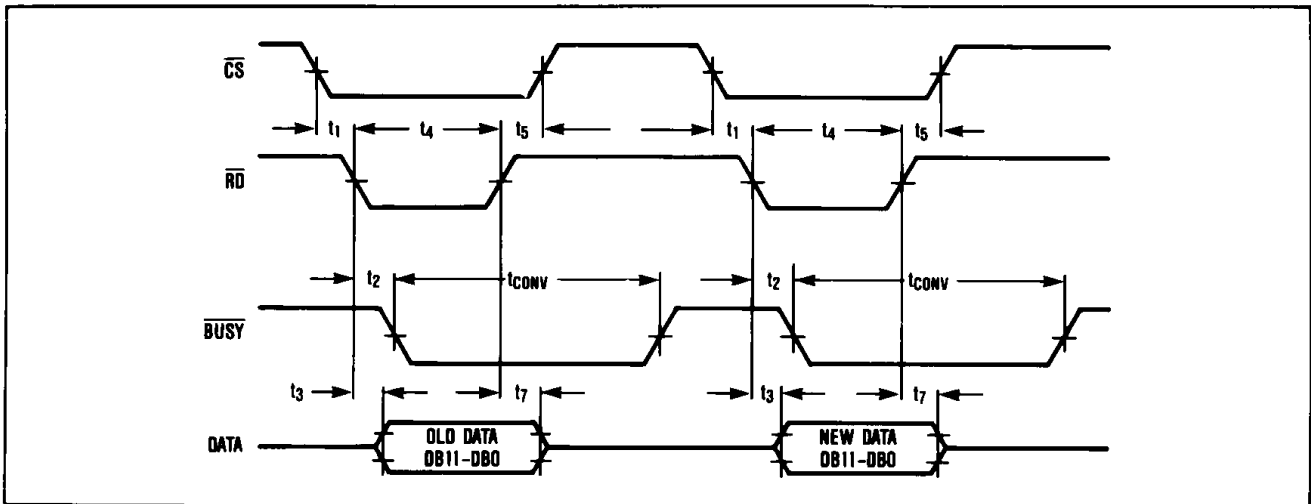 CS
t1 t4 t5 t1 t4 t5
RD
t2 tCONV t2 tCONV
BUSY
t3 t7 t3 t7
DATA
OLD DATA
DB11-DB0
NEW DATA
DB11-DB0